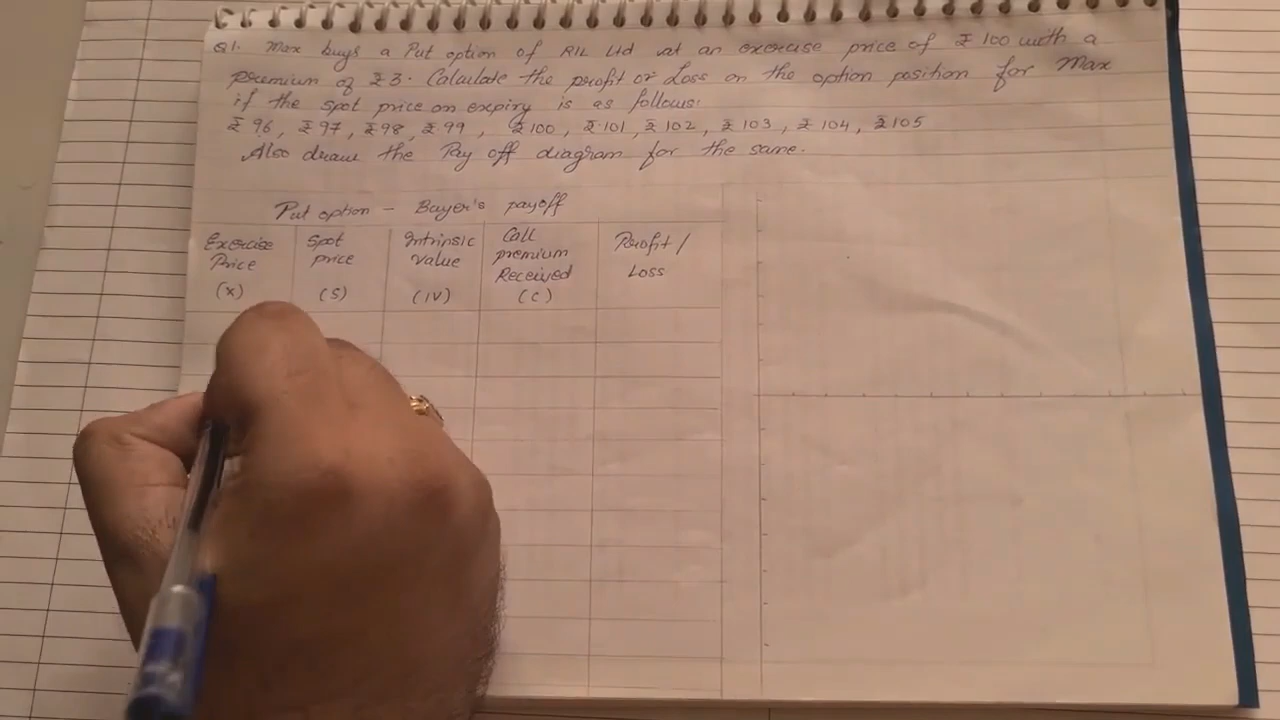 Q1. Max buys a Put option of RIL Ltd at an exercise price of ₹ 100 with a
premium of ₹ 3. Calculate the profit or Loss on the option position for Max
if the spot price on expiry is as follows:
₹ 96, ₹ 97, ₹ 98, ₹ 99, ₹ 100, ₹ 101, ₹ 102, ₹ 103, ₹ 104, ₹ 105
Also draw the Pay off diagram for the same.
Put option - Buyer's payoff
Exercise Price (X)
Spot price (S)
Intrinsic value (IV)
Call premium Received (C)
Profit / Loss